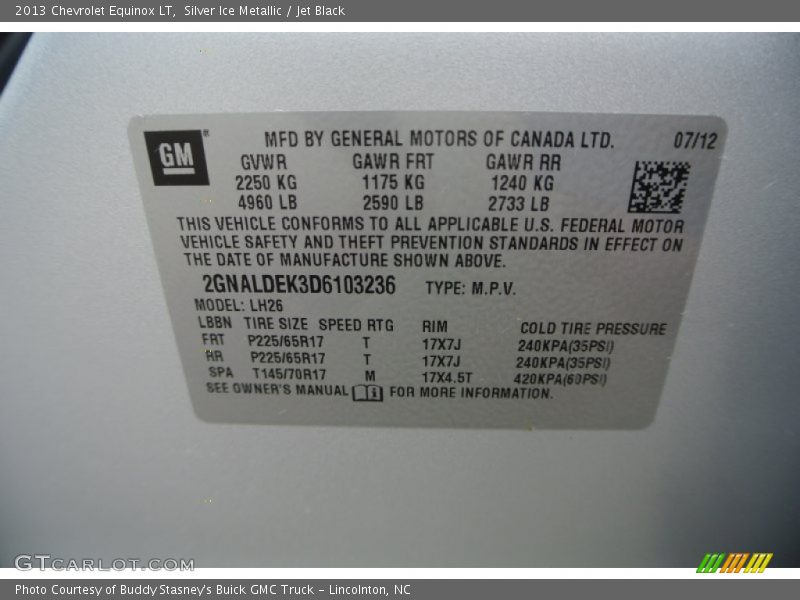 2013 Chevrolet Equinox LT, Silver Ice Metallic / Jet Black
GM® MFD BY GENERAL MOTORS OF CANADA LTD. 07/12
GVWR GAWR FRT GAWR RR
2250 KG 1175 KG 1240 KG
4960 LB 2590 LB 2733 LB
THIS VEHICLE CONFORMS TO ALL APPLICABLE U.S. FEDERAL MOTOR
VEHICLE SAFETY AND THEFT PREVENTION STANDARDS IN EFFECT ON
THE DATE OF MANUFACTURE SHOWN ABOVE.
2GNALDEK3D6103236 TYPE: M.P.V.
MODEL: LH26
LBBN TIRE SIZE SPEED RTG RIM COLD TIRE PRESSURE
FRT P225/65R17 T 17X7J 240KPA(35PSI)
RR P225/65R17 T 17X7J 240KPA(35PSI)
SPA T145/70R17 M 17X4.5T 420KPA(60PSI)
SEE OWNER'S MANUAL FOR MORE INFORMATION.
GTCARLOT.COM
Photo Courtesy of Buddy Stasney's Buick GMC Truck - Lincolnton, NC